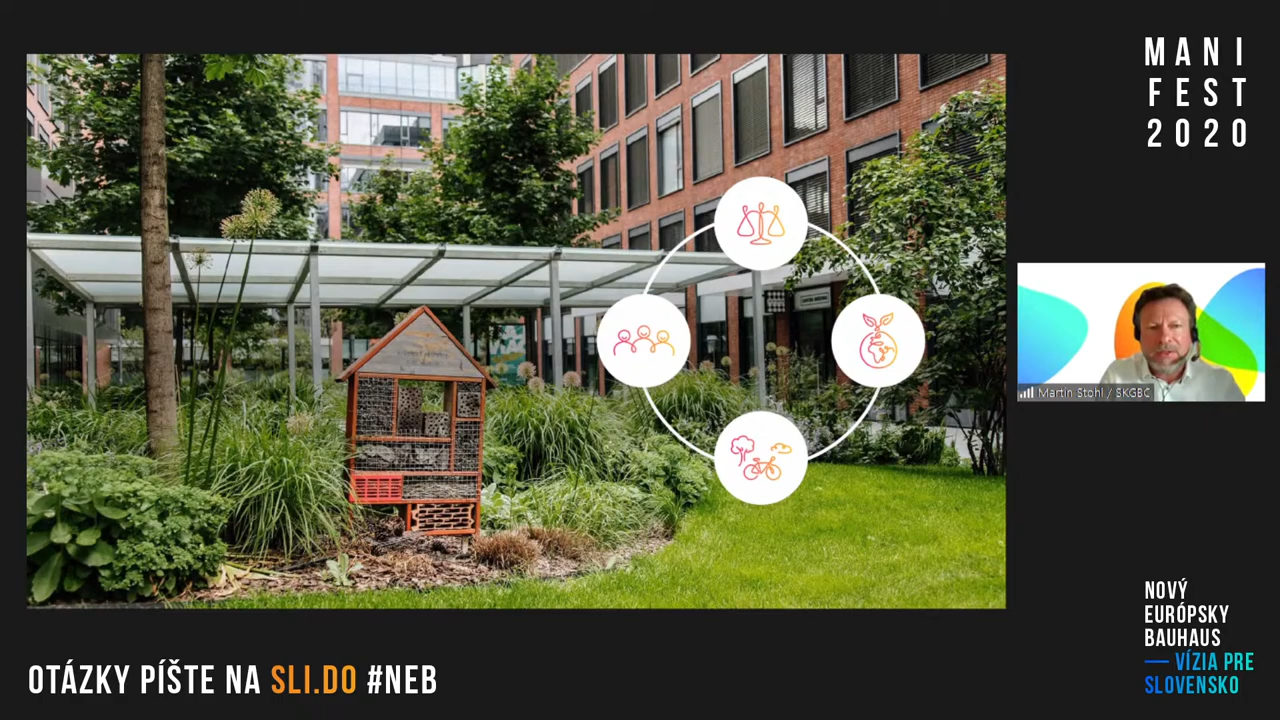 MANI
FEST
2020
Martin Stohl / SKGBC
NOVÝ
EURÓPSKY
BAUHAUS
— VÍZIA PRE
SLOVENSKO
OTÁZKY PÍŠTE NA SLI.DO #NEB